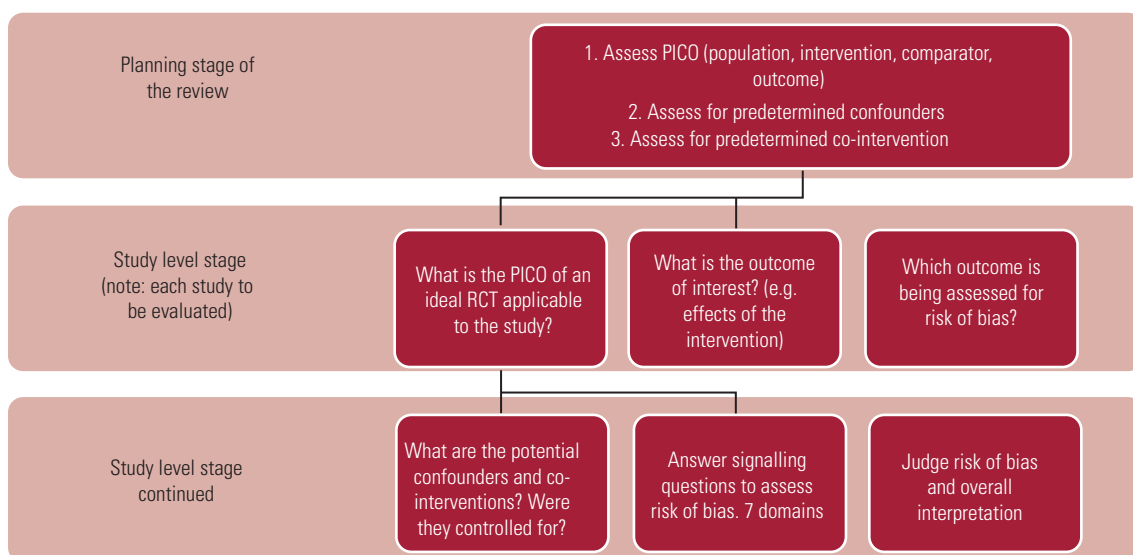 Planning stage of
the review
1. Assess PICO (population, intervention, comparator,
outcome)
2. Assess for predetermined confounders
3. Assess for predetermined co-intervention
Study level stage
(note: each study to
be evaluated)
What is the PICO of an
ideal RCT applicable
to the study?
What is the outcome
of interest? (e.g.
effects of the
intervention)
Which outcome is
being assessed for
risk of bias?
Study level stage
continued
What are the potential
confounders and co-
interventions? Were
they controlled for?
Answer signalling
questions to assess
risk of bias. 7 domains
Judge risk of bias
and overall
interpretation